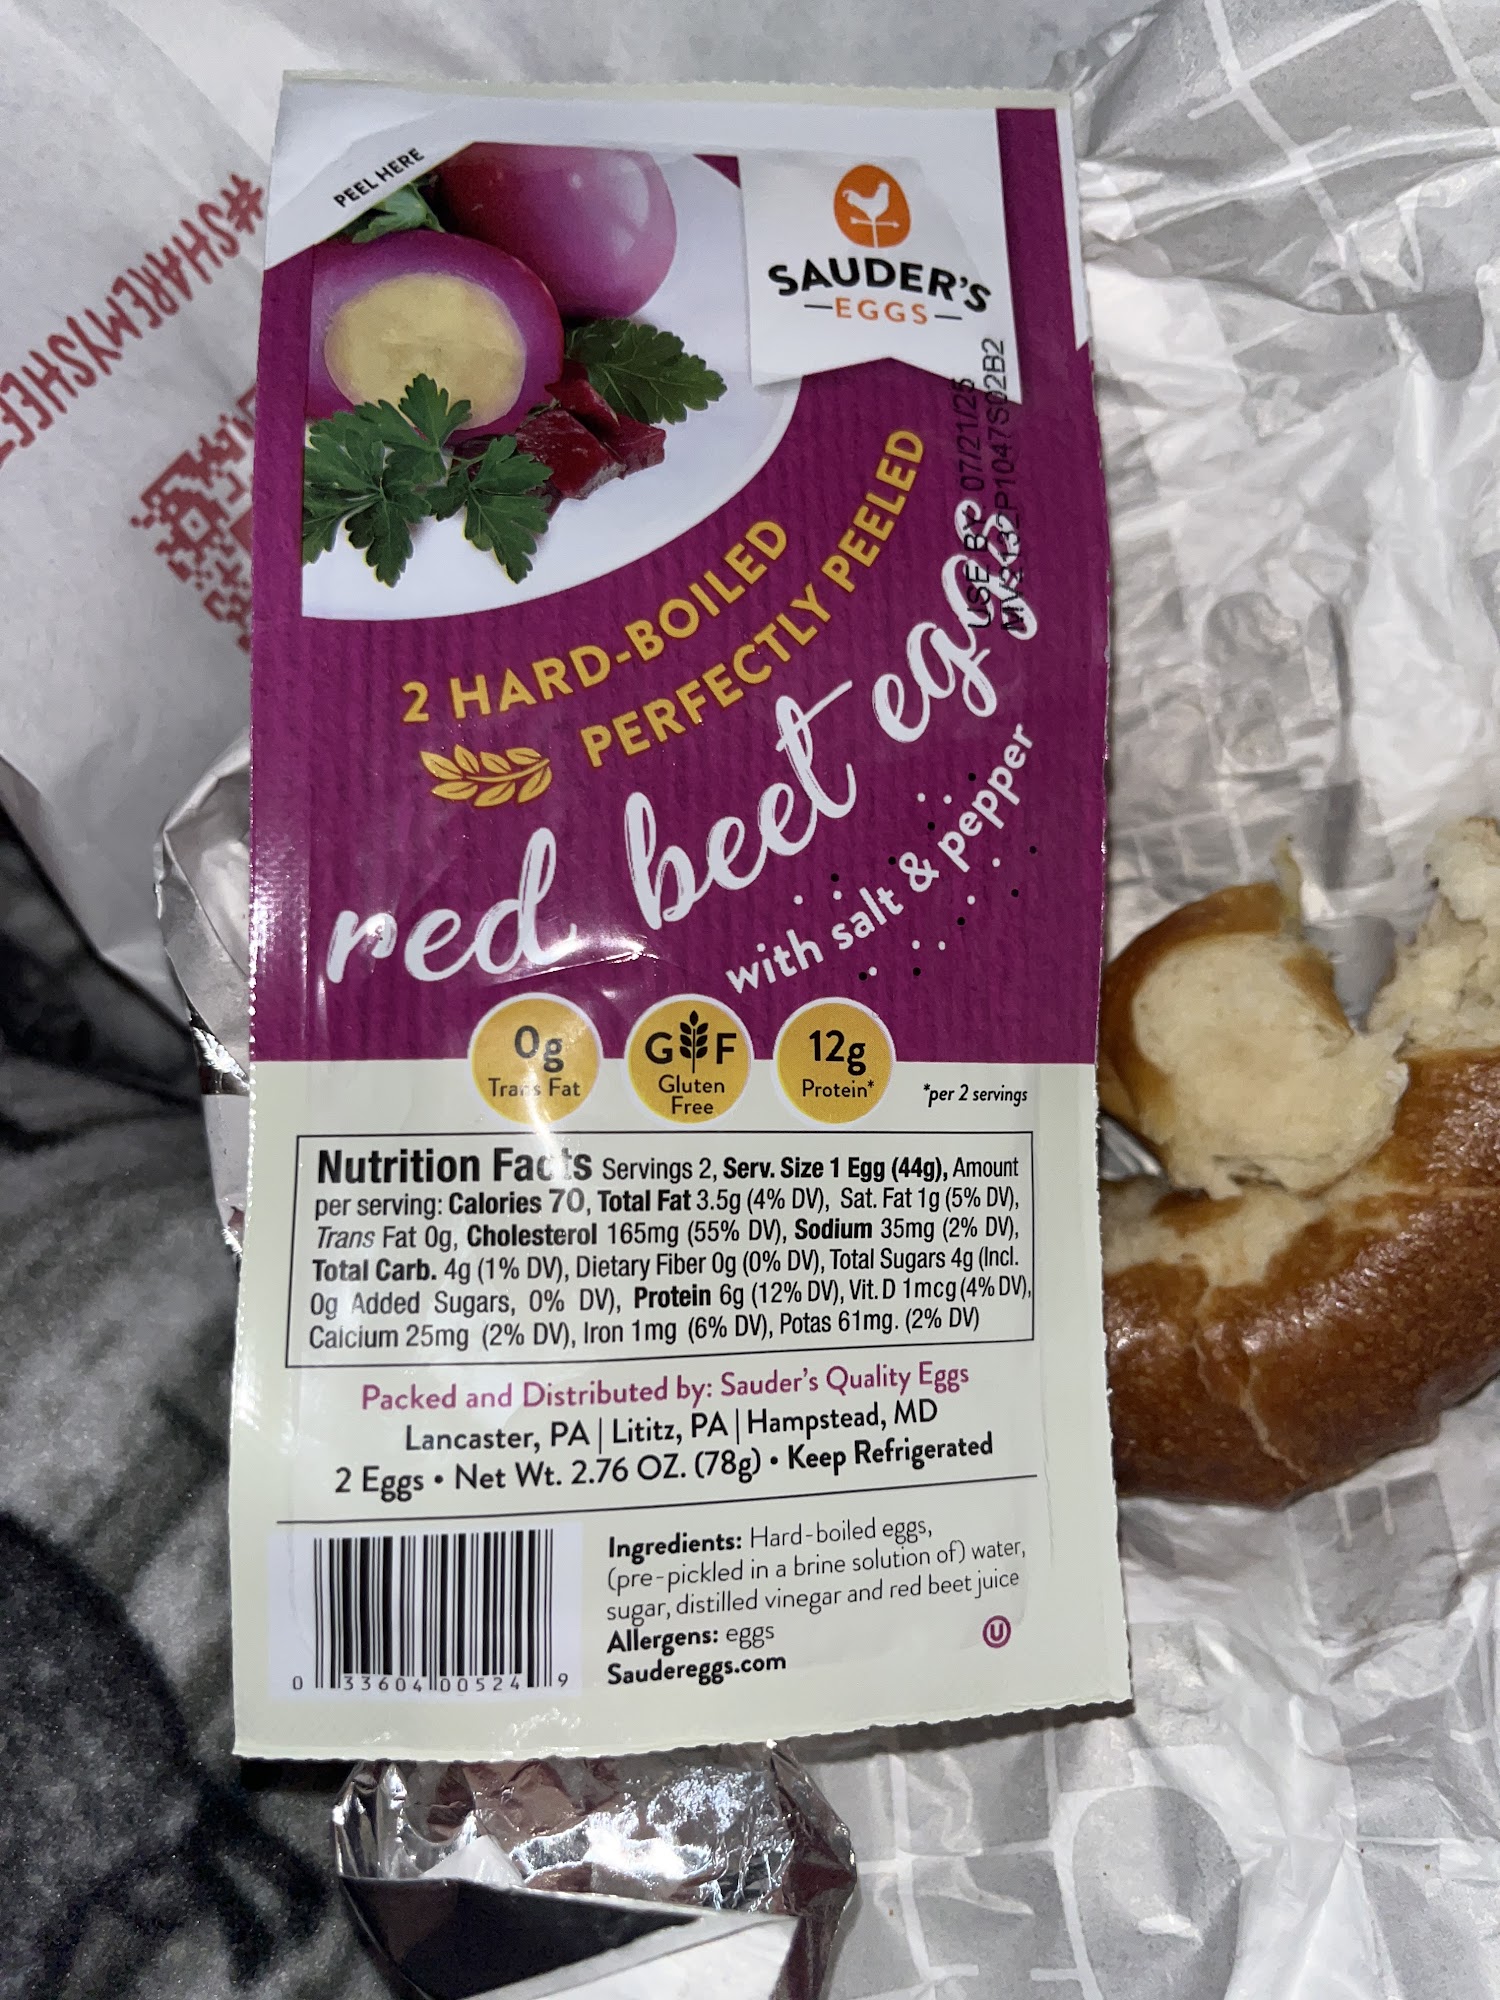 #SHAREMYSHEE
PEEL HERE
SAUDER'S
—EGGS—
USE BY 07/21/25
2 HARD-BOILED
PERFECTLY PEELED
red beet eggs
with salt & pepper
0g
Trans Fat
GF
Gluten
Free
12g
Protein*
*per 2 servings
Nutrition Facts Servings 2, Serv. Size 1 Egg (44g), Amount
per serving: Calories 70, Total Fat 3.5g (4% DV), Sat. Fat 1g (5% DV),
Trans Fat 0g, Cholesterol 165mg (55% DV), Sodium 35mg (2% DV),
Total Carb. 4g (1% DV), Dietary Fiber 0g (0% DV), Total Sugars 4g (Incl.
0g Added Sugars, 0% DV), Protein 6g (12% DV), Vit. D 1mcg (4% DV),
Calcium 25mg (2% DV), Iron 1mg (6% DV), Potas 61mg. (2% DV)
Packed and Distributed by: Sauder's Quality Eggs
Lancaster, PA | Lititz, PA | Hampstead, MD
2 Eggs • Net Wt. 2.76 OZ. (78g) • Keep Refrigerated
Ingredients: Hard-boiled eggs,
(pre-pickled in a brine solution of) water,
sugar, distilled vinegar and red beet juice
Allergens: eggs
Saudereggs.com
U
0 33604 00524 9